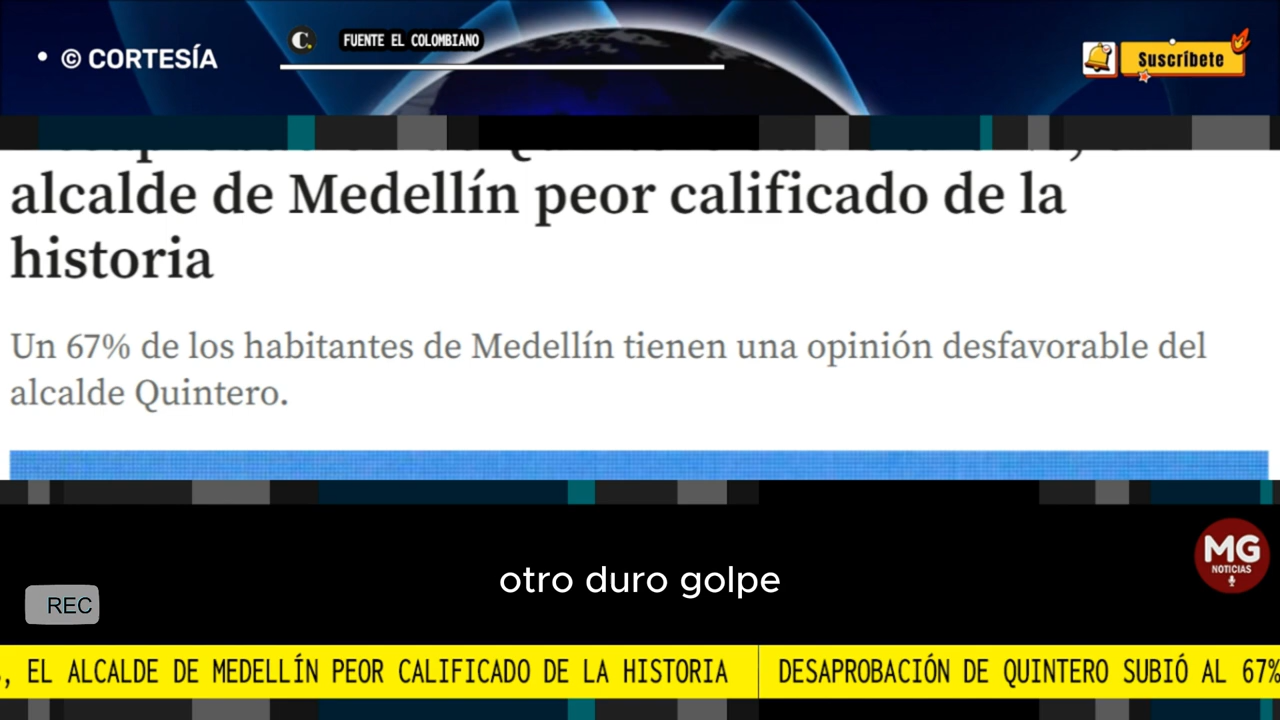 • © CORTESÍA
C.
FUENTE EL COLOMBIANO
Suscríbete
alcalde de Medellín peor calificado de la
historia
Un 67% de los habitantes de Medellín tienen una opinión desfavorable del
alcalde Quintero.
MG
NOTICIAS
otro duro golpe
REC
, EL ALCALDE DE MEDELLÍN PEOR CALIFICADO DE LA HISTORIA
DESAPROBACIÓN DE QUINTERO SUBIÓ AL 67%